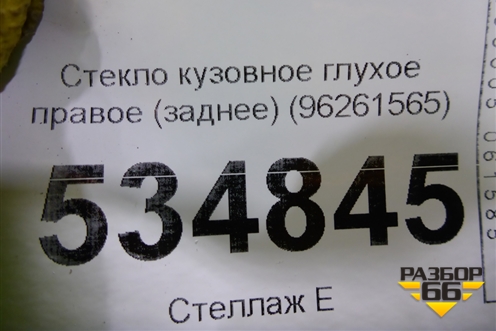 Стекло кузовное глухое
правое (заднее) (96261565)
534845
Стеллаж Е
РАЗБОР
66